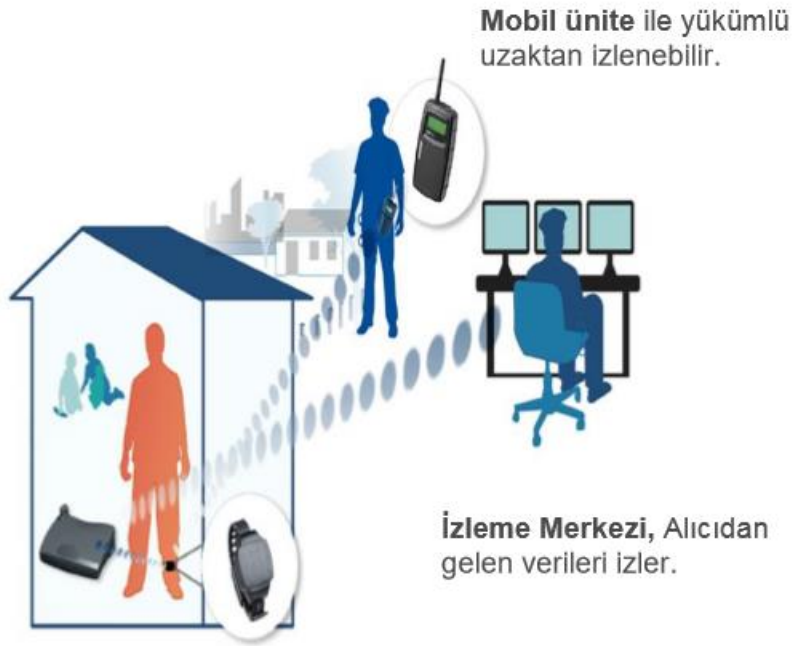 Mobil ünite ile yükümlü
uzaktan izlenebilir.
İzleme Merkezi, Alıcıdan
gelen verileri izler.